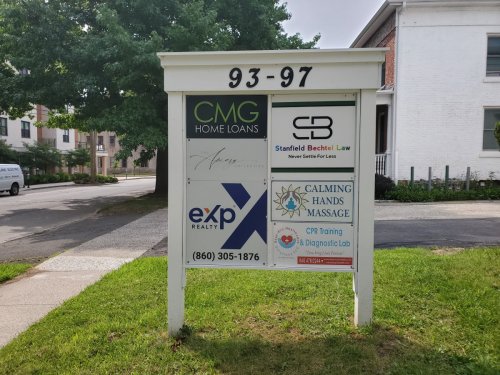 93-97
CMG
HOME LOANS
SB
Stanfield Bechtel Law
Never Settle For Less
exp
REALTY
X
(860) 305-1876
CALMING
HANDS
MASSAGE
CPR Training
& Diagnostic Lab